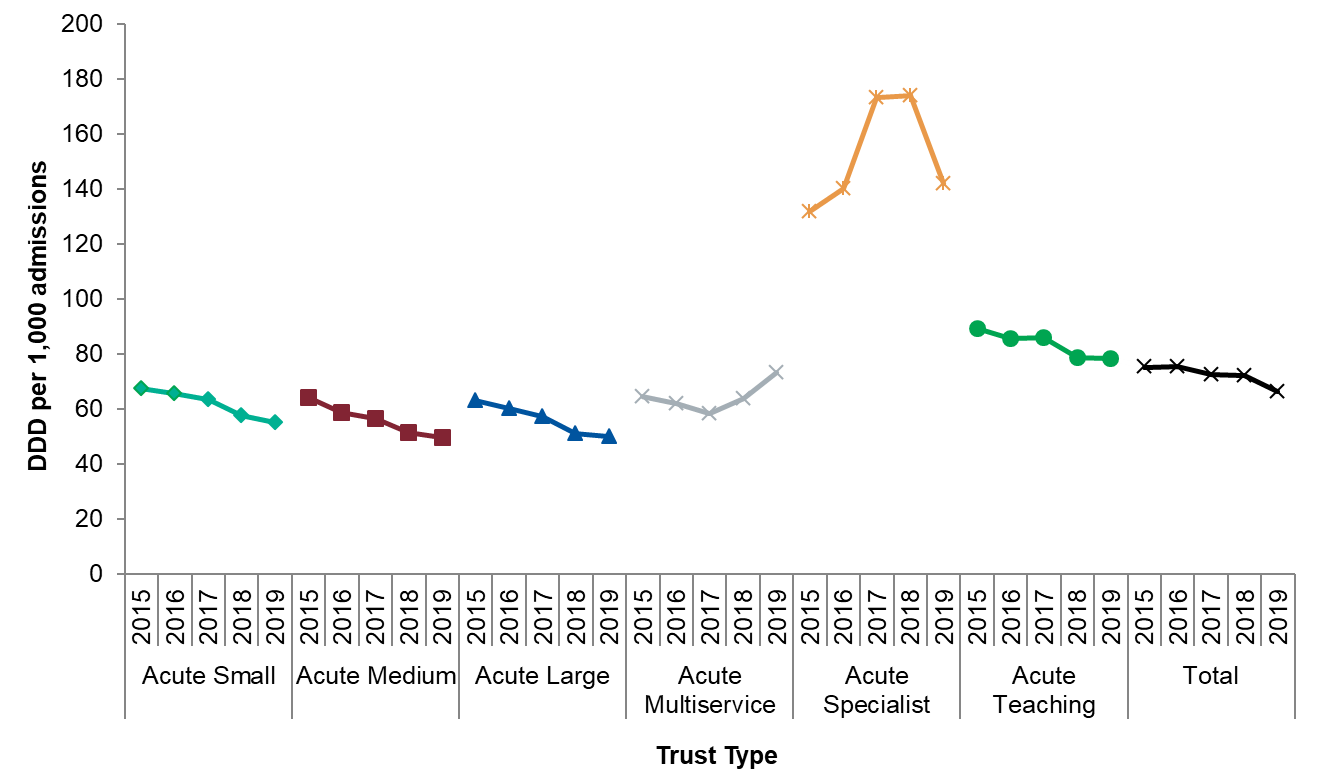 200
180
160
140
120
100
80
60
40
20
0
DDD per 1,000 admissions
2015 2016 2017 2018 2019 2015 2016 2017 2018 2019 2015 2016 2017 2018 2019 2015 2016 2017 2018 2019 2015 2016 2017 2018 2019 2015 2016 2017 2018 2019 2015 2016 2017 2018 2019
Acute Small
Acute Medium
Acute Large
Acute
Multiservice
Acute
Specialist
Acute
Teaching
Total
Trust Type